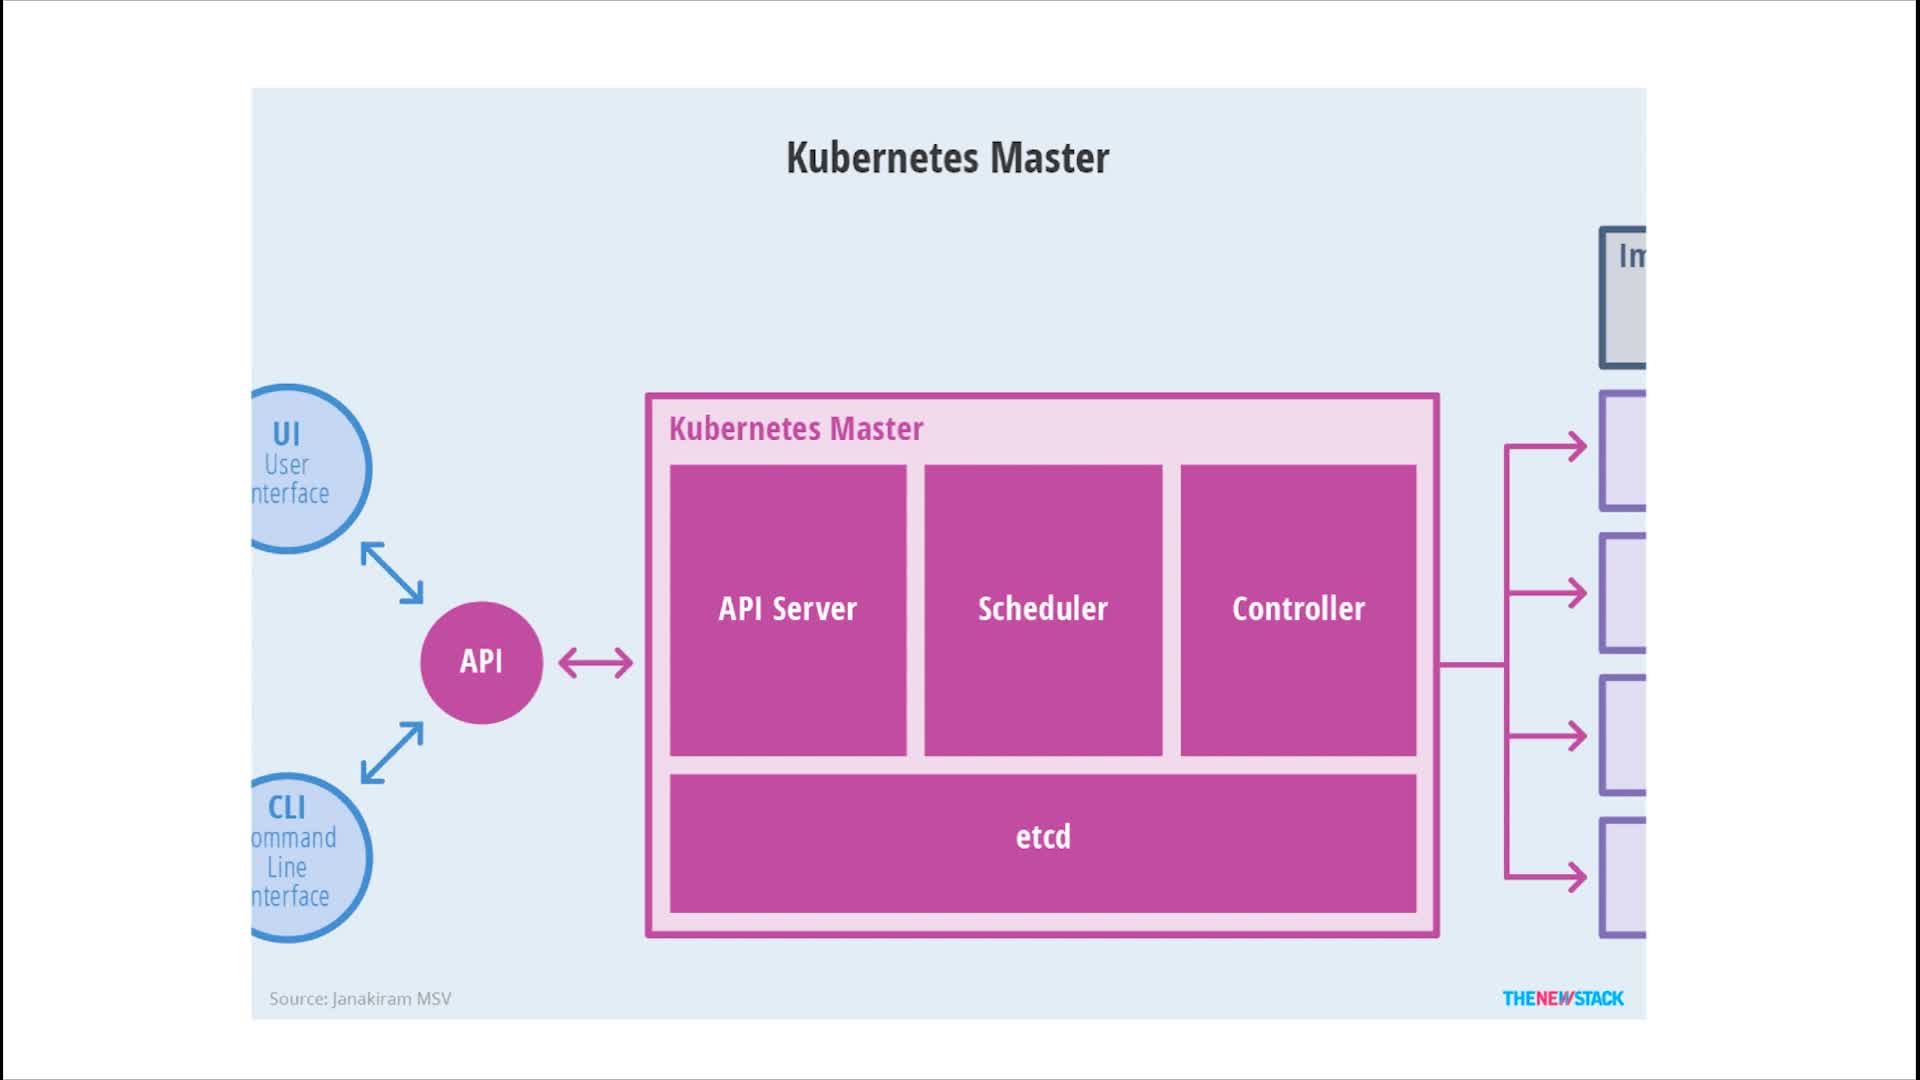 Kubernetes Master
Im
UI
User
nterface
API
CLI
ommand
Line
nterface
Kubernetes Master
API Server
Scheduler
Controller
etcd
Source: Janakiram MSV
THENEWSTACK